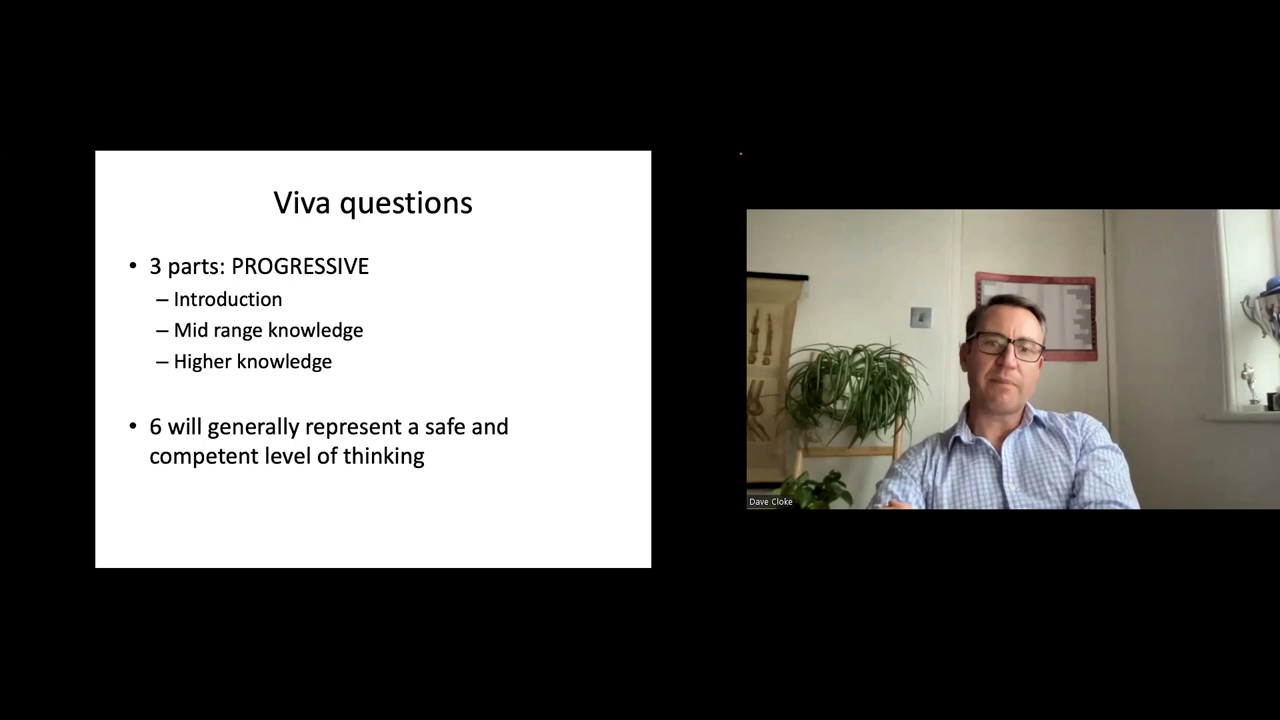 Viva questions
• 3 parts: PROGRESSIVE
– Introduction
– Mid range knowledge
– Higher knowledge
• 6 will generally represent a safe and
competent level of thinking
Dave Cloke